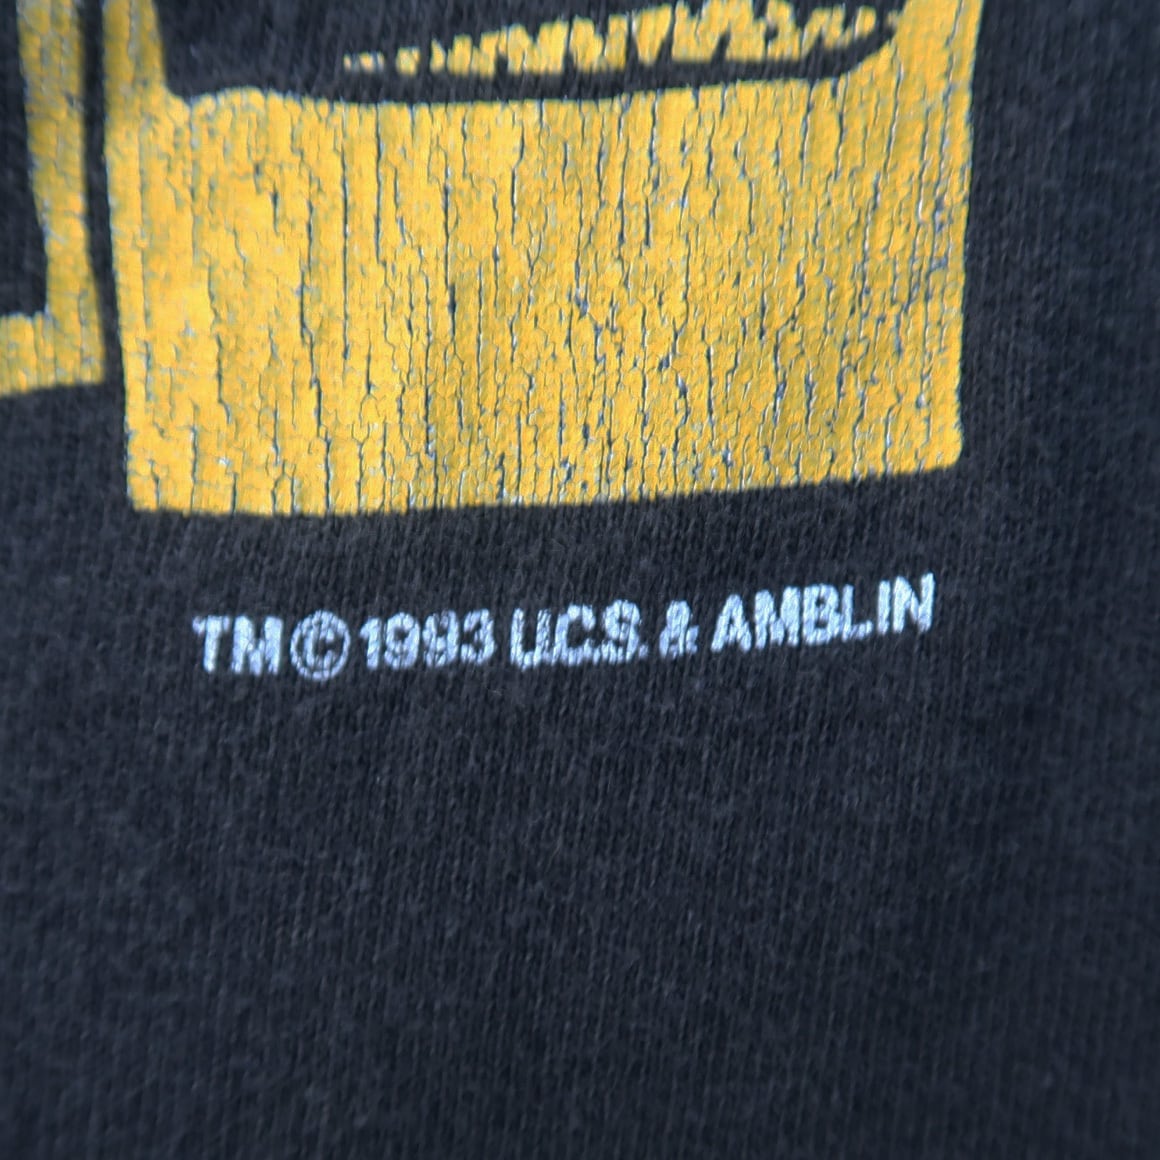 TM © 1993 U.C.S. & AMBLIN